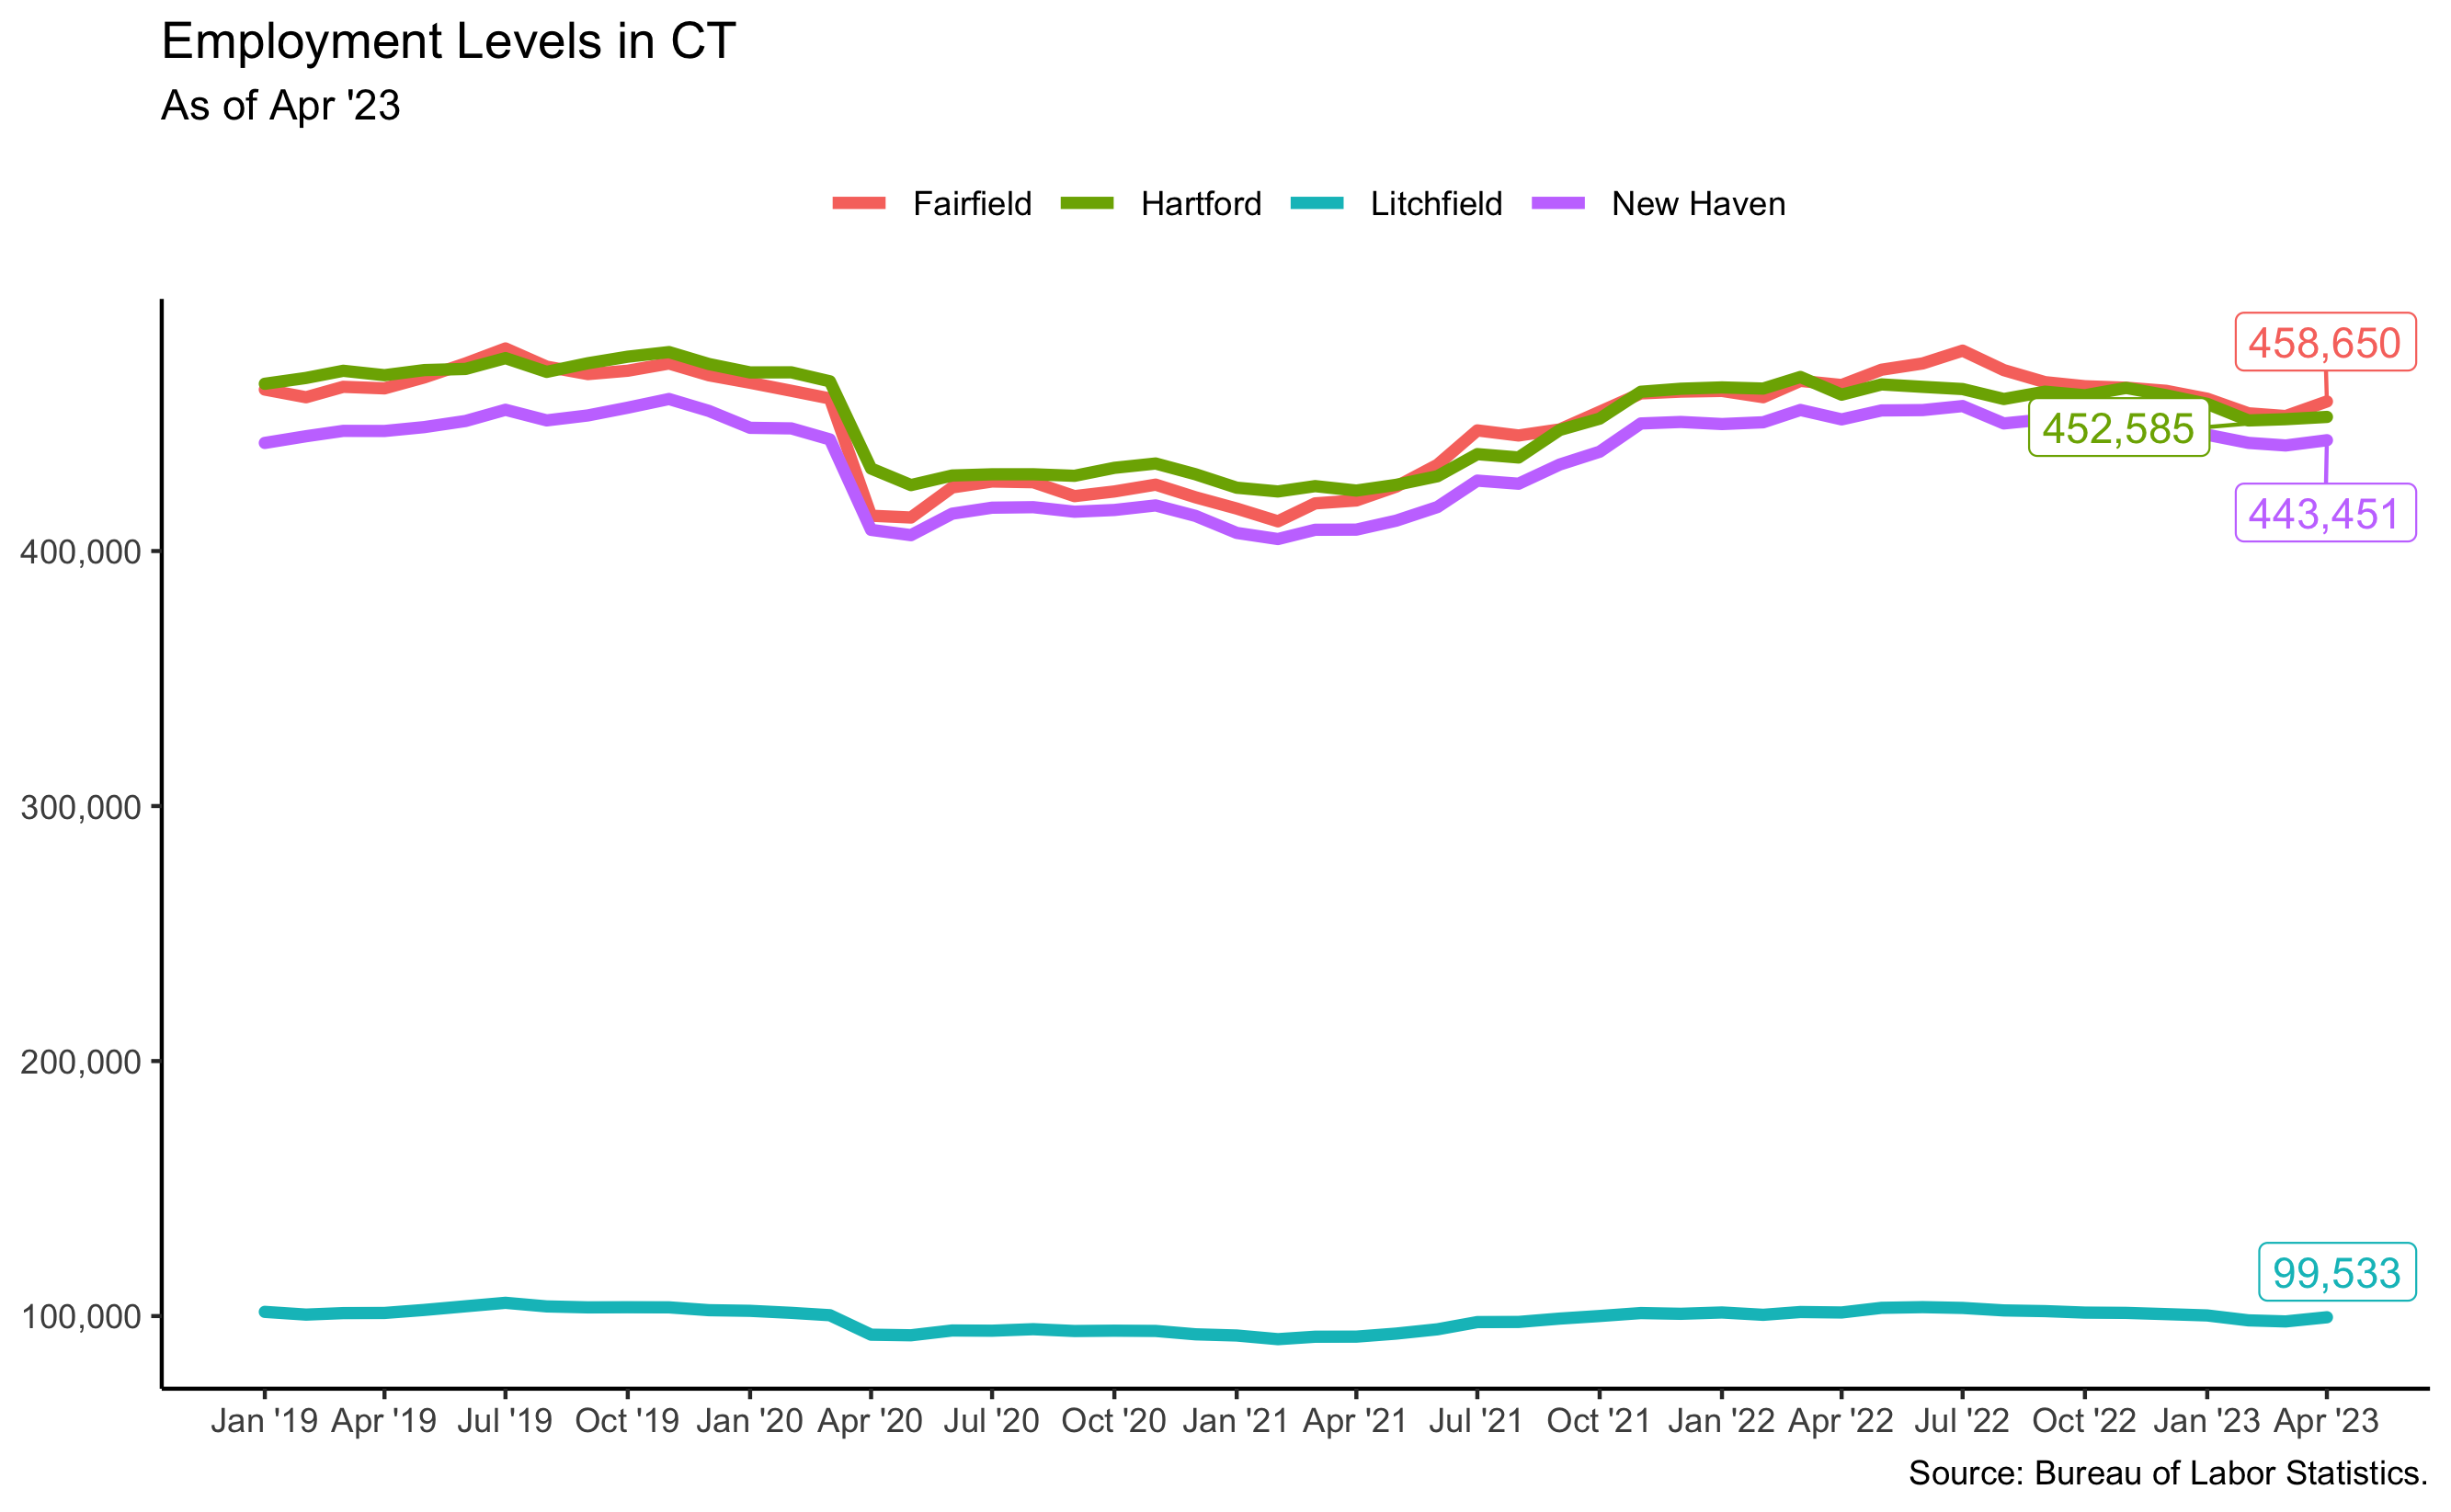 Employment Levels in CT
As of Apr '23
Fairfield Hartford Litchfield New Haven
458,650
452,585
443,451
400,000
300,000
200,000
99,533
100,000
Jan '19 Apr '19 Jul '19 Oct '19 Jan '20 Apr '20 Jul '20 Oct '20 Jan '21 Apr '21 Jul '21 Oct '21 Jan '22 Apr '22 Jul '22 Oct '22 Jan '23 Apr '23
Source: Bureau of Labor Statistics.